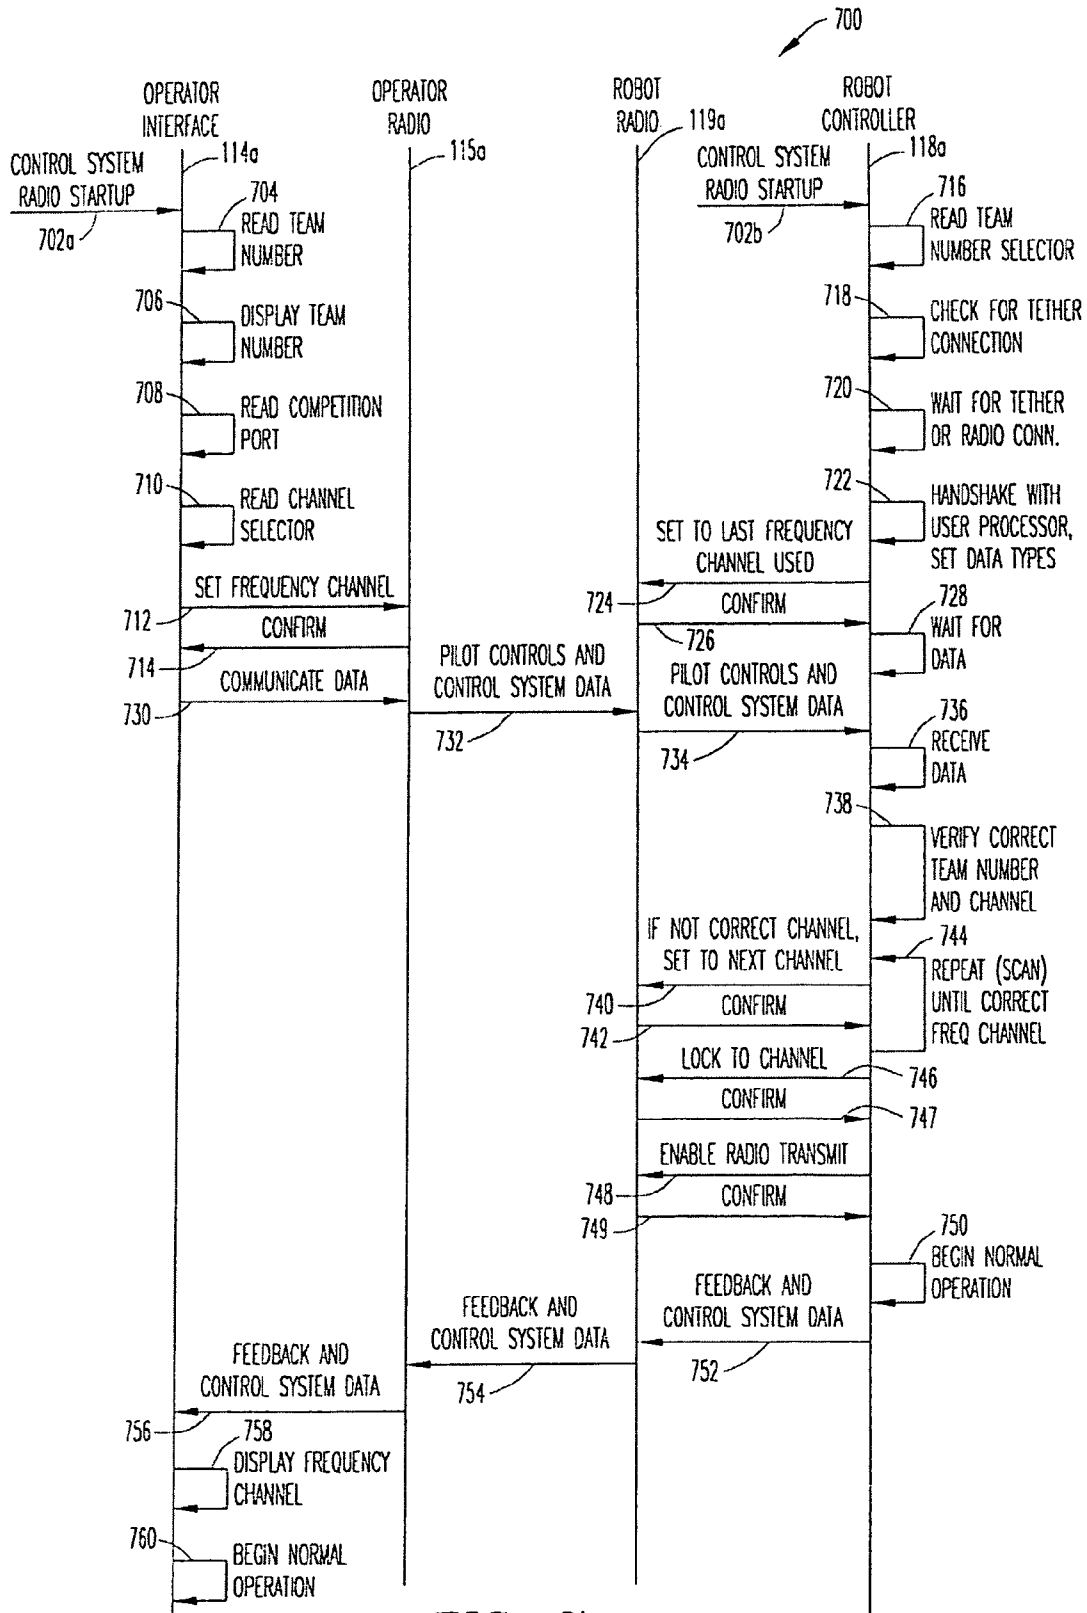 700
OPERATOR
INTERFACE
OPERATOR
RADIO
ROBOT
RADIO
ROBOT
CONTROLLER
114a
115a
119a
118a
CONTROL SYSTEM
RADIO STARTUP
702a
CONTROL SYSTEM
RADIO STARTUP
702b
704
READ TEAM
NUMBER
716
READ TEAM
NUMBER SELECTOR
706
DISPLAY TEAM
NUMBER
718
CHECK FOR TETHER
CONNECTION
708
READ COMPETITION
PORT
720
WAIT FOR TETHER
OR RADIO CONN.
710
READ CHANNEL
SELECTOR
722
HANDSHAKE WITH
USER PROCESSOR,
SET DATA TYPES
SET TO LAST FREQUENCY
CHANNEL USED
724
SET FREQUENCY CHANNEL
712
CONFIRM
726
728
WAIT FOR
DATA
CONFIRM
714
COMMUNICATE DATA
730
PILOT CONTROLS AND
CONTROL SYSTEM DATA
732
PILOT CONTROLS AND
CONTROL SYSTEM DATA
734
736
RECEIVE
DATA
738
VERIFY CORRECT
TEAM NUMBER
AND CHANNEL
IF NOT CORRECT CHANNEL,
SET TO NEXT CHANNEL
740
744
REPEAT (SCAN)
UNTIL CORRECT
FREQ CHANNEL
CONFIRM
742
LOCK TO CHANNEL
746
CONFIRM
747
ENABLE RADIO TRANSMIT
748
CONFIRM
749
750
BEGIN NORMAL
OPERATION
FEEDBACK AND
CONTROL SYSTEM DATA
752
FEEDBACK AND
CONTROL SYSTEM DATA
754
FEEDBACK AND
CONTROL SYSTEM DATA
756
758
DISPLAY FREQUENCY
CHANNEL
760
BEGIN NORMAL
OPERATION